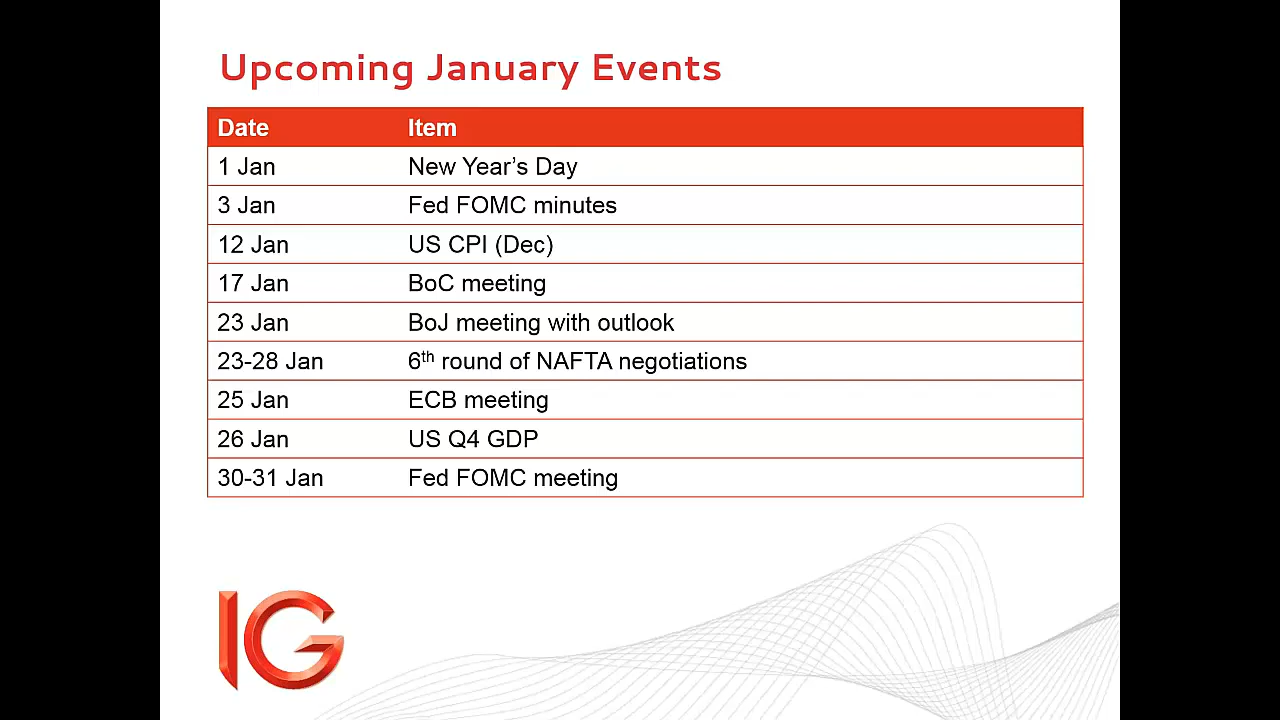 Upcoming January Events
Date Item
1 Jan New Year’s Day
3 Jan Fed FOMC minutes
12 Jan US CPI (Dec)
17 Jan BoC meeting
23 Jan BoJ meeting with outlook
23-28 Jan 6th round of NAFTA negotiations
25 Jan ECB meeting
26 Jan US Q4 GDP
30-31 Jan Fed FOMC meeting
IG